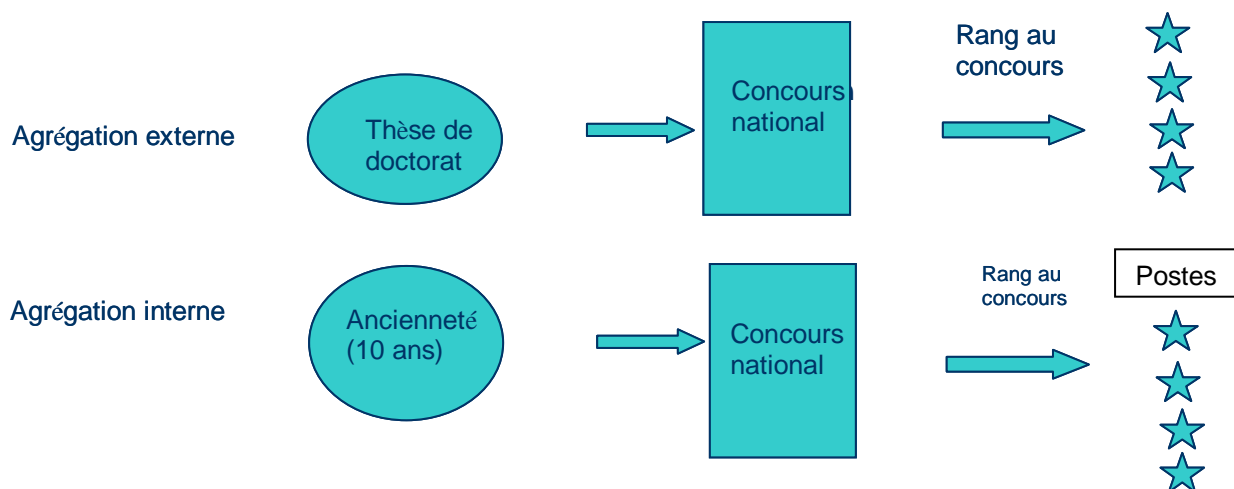 Agrégation externe
Thèse de
doctorat
Concours
national
Rang au
concours
Agrégation interne
Ancienneté
(10 ans)
Concours
national
Rang au
concours
Postes